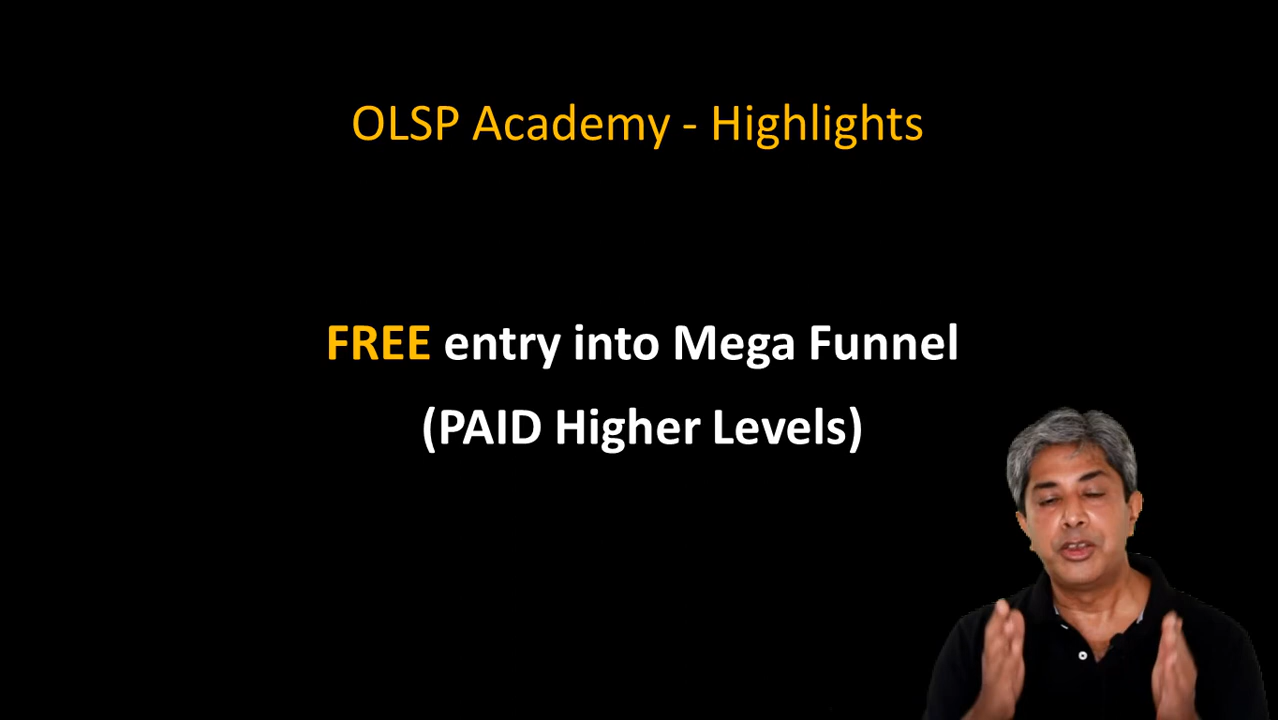 OLSP Academy - Highlights
FREE entry into Mega Funnel
(PAID Higher Levels)